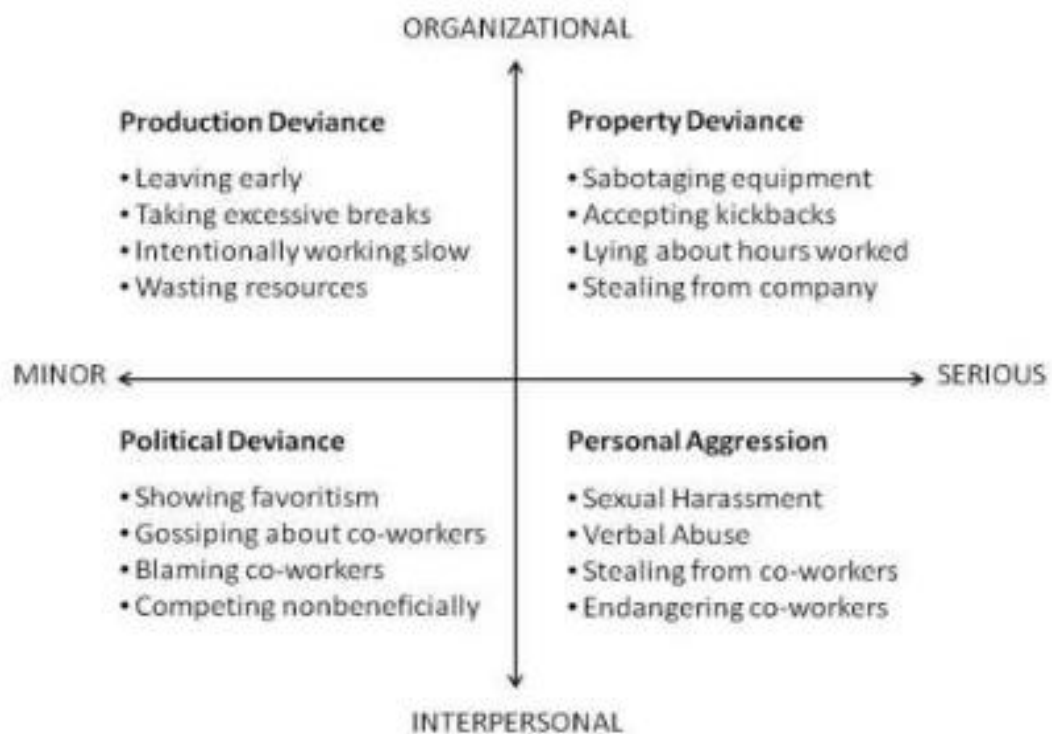 ORGANIZATIONAL
Production Deviance
• Leaving early
• Taking excessive breaks
• Intentionally working slow
• Wasting resources
Property Deviance
• Sabotaging equipment
• Accepting kickbacks
• Lying about hours worked
• Stealing from company
MINOR
SERIOUS
Political Deviance
• Showing favoritism
• Gossiping about co-workers
• Blaming co-workers
• Competing nonbeneficially
Personal Aggression
• Sexual Harassment
• Verbal Abuse
• Stealing from co-workers
• Endangering co-workers
INTERPERSONAL